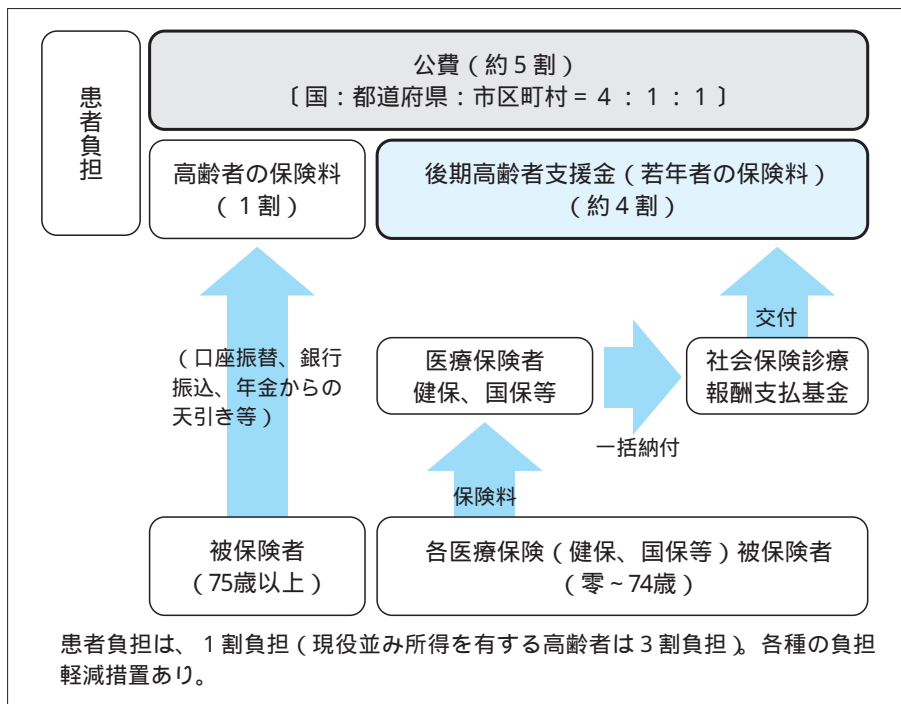 患者負担
公費（約５割）
〔国：都道府県：市区町村＝４：１：１〕
高齢者の保険料
（１割）
後期高齢者支援金（若年者の保険料）
（約４割）
交付
（口座振替、銀行
振込、年金からの
天引き等）
医療保険者
健保、国保等
社会保険診療
報酬支払基金
一括納付
保険料
被保険者
（75歳以上）
各医療保険（健保、国保等）被保険者
（零～74歳）
患者負担は、１割負担（現役並み所得を有する高齢者は３割負担）。各種の負担
軽減措置あり。